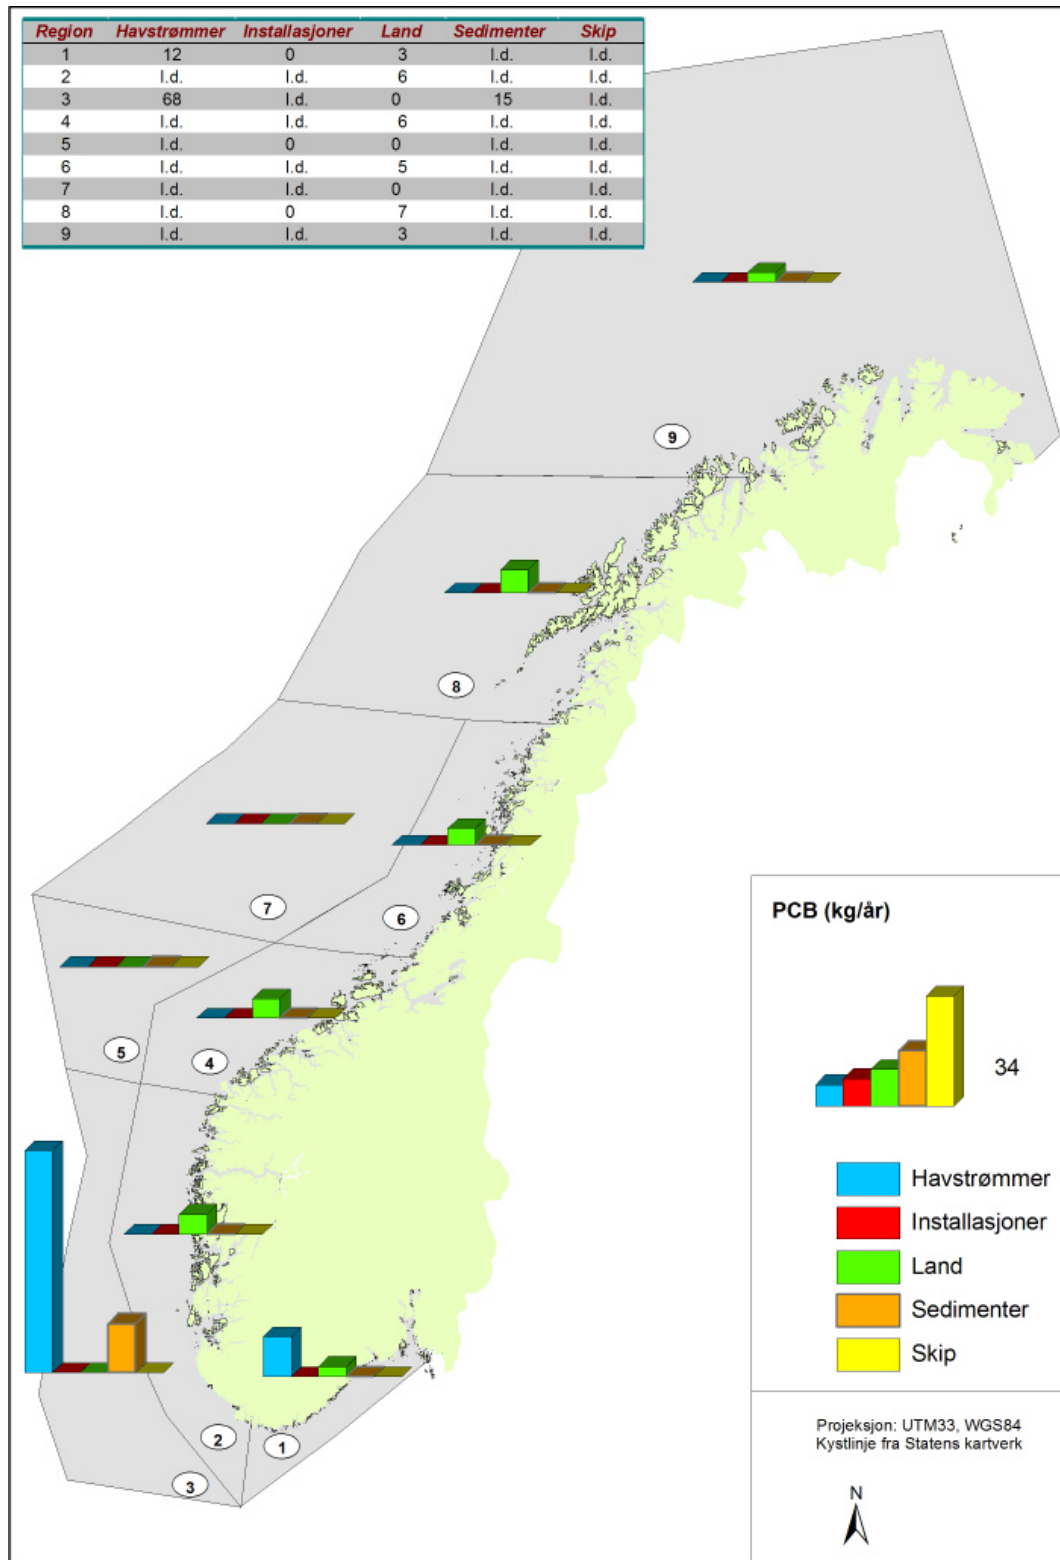 Region Havstrømmer Installasjoner Land Sedimenter Skip
1 12 0 3 I.d. I.d.
2 I.d. I.d. 6 I.d. I.d.
3 68 I.d. 0 15 I.d.
4 I.d. I.d. 6 I.d. I.d.
5 I.d. 0 0 I.d. I.d.
6 I.d. I.d. 5 I.d. I.d.
7 I.d. I.d. 0 I.d. I.d.
8 I.d. 0 7 I.d. I.d.
9 I.d. I.d. 3 I.d. I.d.
9
8
7
6
5
4
2
1
3
PCB (kg/år)
34
Havstrømmer
Installasjoner
Land
Sedimenter
Skip
Projeksjon: UTM33, WGS84
Kystlinje fra Statens kartverk
N